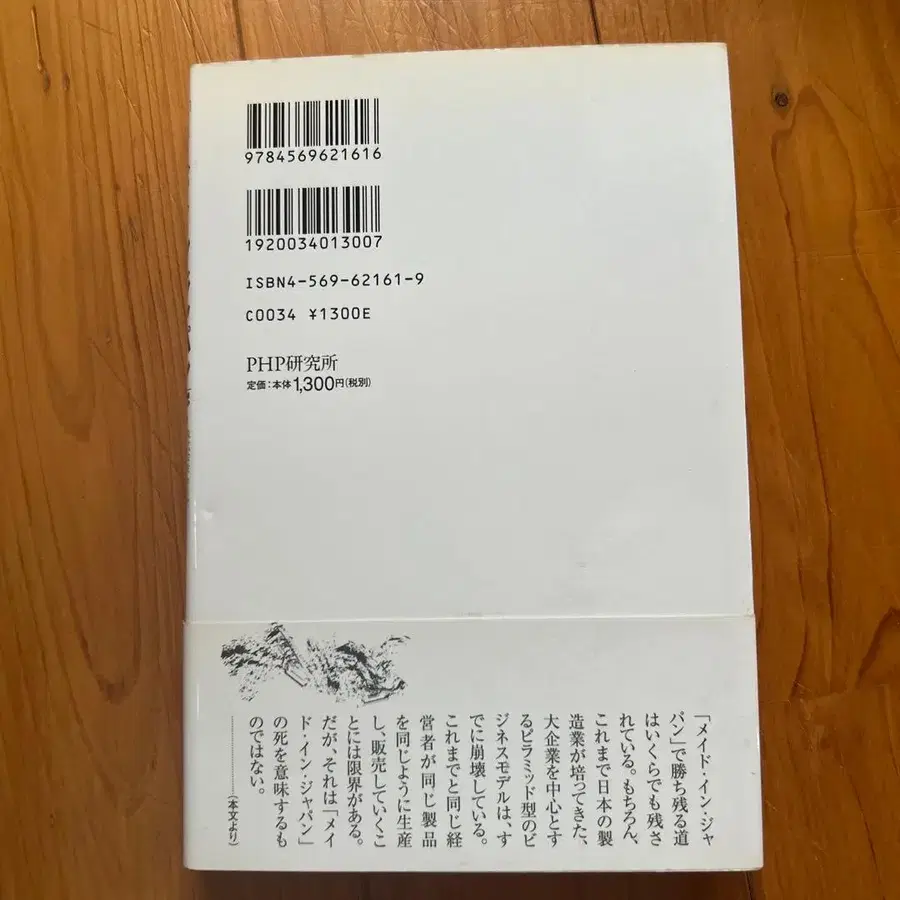 9784569621616
1920034013007
ISBN4-569-62161-9
C0034 ¥1300E
PHP研究所
定価:本体1,300円(税別)
「メイド・イン・ジャ
パン」で勝ち残る道
はいくらでも残さ
れている。もちろん、
これまで日本の製
造業が培ってきた、
大企業を中心とす
るピラミッド型のビ
ジネスモデルは、す
でに崩壊している。
これまでと同じ経
営者が同じ製品
を同じように生産
し、販売していくこ
とには限界がある。
だが、それは「メイ
ド・イン・ジャパン」
の死を意味するも
のではない。
(本文より)